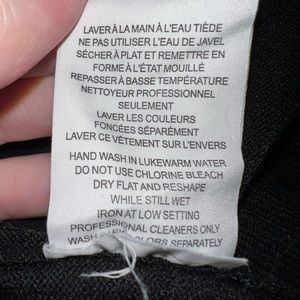 LAVER À LA MAIN À L'EAU TIÈDE
NE PAS UTILISER L'EAU DE JAVEL
SÉCHER À PLAT ET REMETTRE EN
FORME À L'ÉTAT MOUILLÉ
REPASSER À BASSE TEMPÉRATURE
NETTOYEUR PROFESSIONNEL
SEULEMENT
LAVER LES COULEURS
FONCÉES SÉPARÉMENT
LAVER CE VÊTEMENT SUR L'ENVERS
HAND WASH IN LUKEWARM WATER
DO NOT USE CHLORINE BLEACH
DRY FLAT AND RESHAPE
WHILE STILL WET
IRON AT LOW SETTING
PROFESSIONAL CLEANERS ONLY
WASH DARK COLORS SEPARATELY